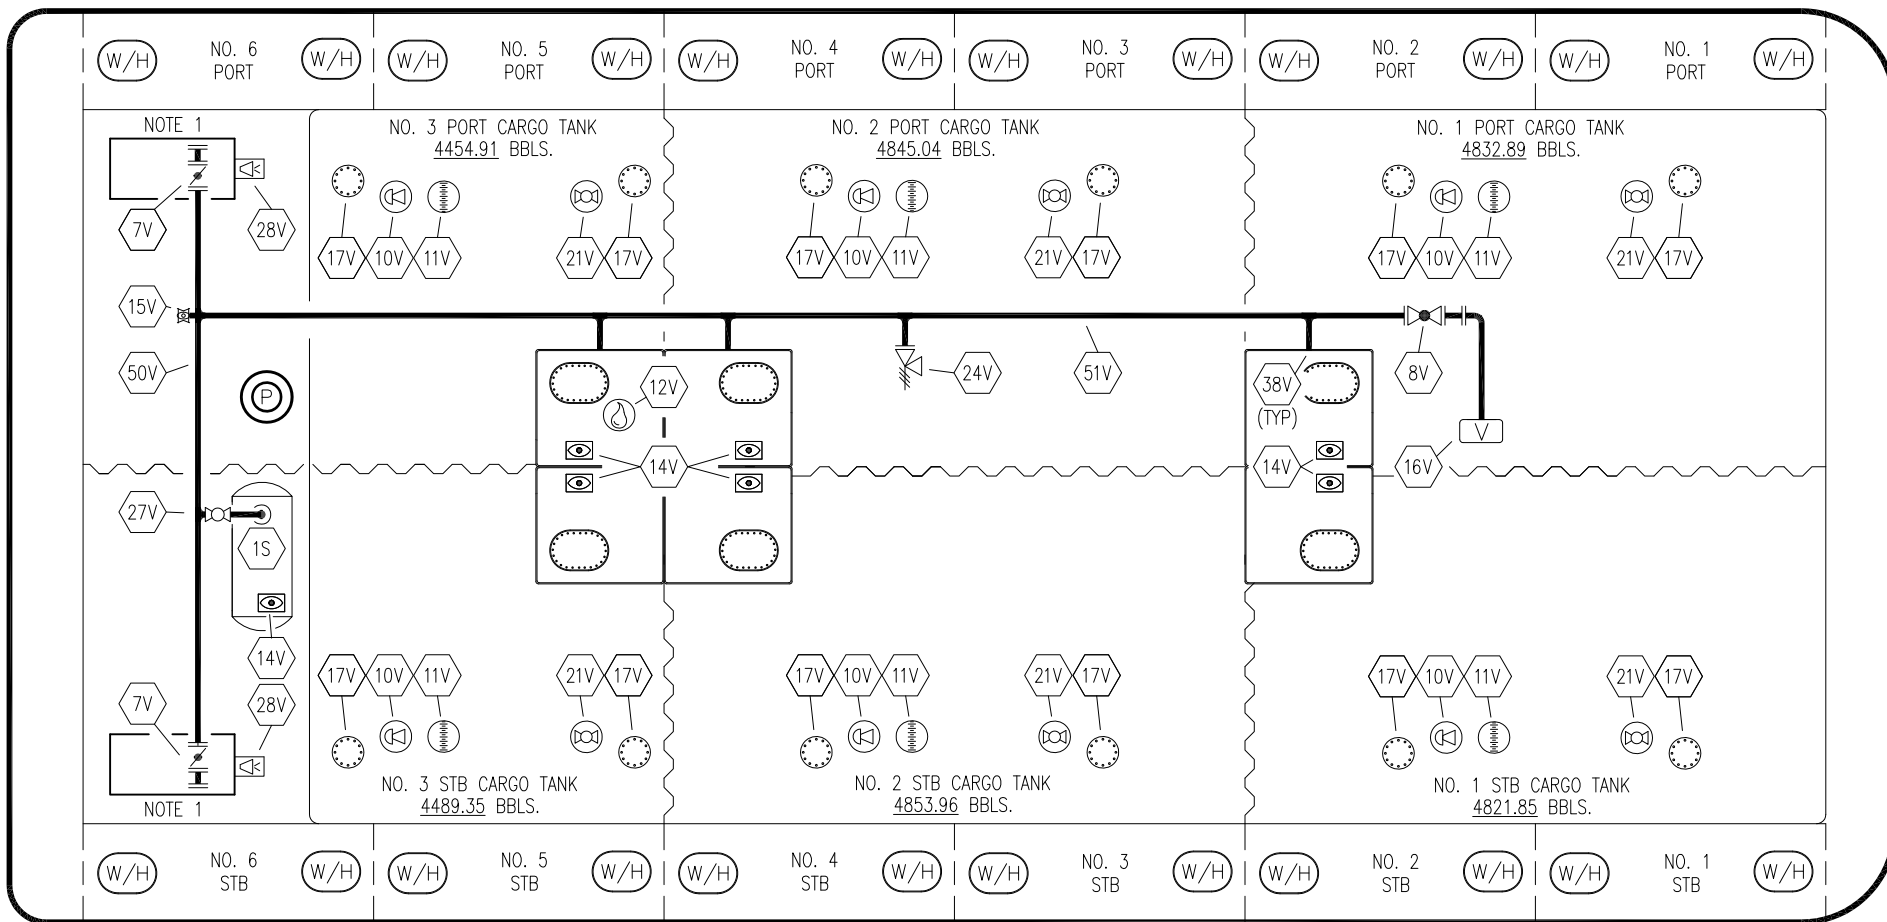 W/H NO. 6 W/H W/H NO. 5 W/H W/H NO. 4 W/H W/H NO. 3 W/H W/H NO. 2 W/H W/H NO. 1 W/H
PORT PORT PORT PORT PORT PORT
NOTE 1
NO. 3 PORT CARGO TANK
4454.91 BBLS.
NO. 2 PORT CARGO TANK
4845.04 BBLS.
NO. 1 PORT CARGO TANK
4832.89 BBLS.
7V 28V
17V 10V 11V 21V 17V
17V 10V 11V 21V 17V
17V 10V 11V 21V 17V
15V
50V
P
12V
24V
51V
38V
(TYP)
8V
V
14V
14V
16V
27V
1S
14V
7V
28V
17V 10V 11V 21V 17V
17V 10V 11V 21V 17V
17V 10V 11V 21V 17V
NO. 3 STB CARGO TANK
4489.35 BBLS.
NO. 2 STB CARGO TANK
4853.96 BBLS.
NO. 1 STB CARGO TANK
4821.85 BBLS.
NOTE 1
W/H NO. 6 W/H W/H NO. 5 W/H W/H NO. 4 W/H W/H NO. 3 W/H W/H NO. 2 W/H W/H NO. 1 W/H
STB STB STB STB STB STB